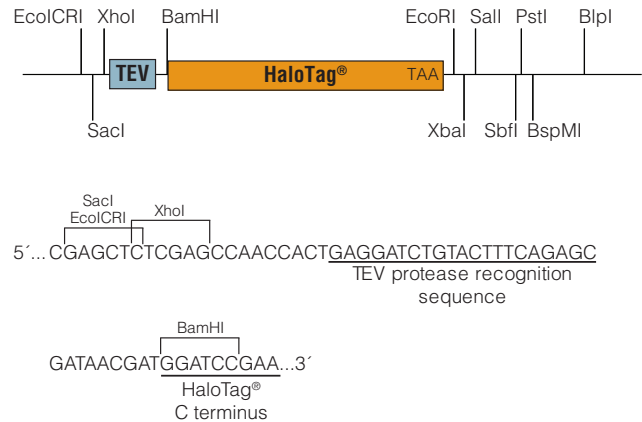 EcoICRI XhoI BamHI EcoRI SalI PstI BlpI
TEV HaloTag® TAA
SacI XbaI SbfI BspMI
SacI
EcoICRI XhoI
5´... CGAGCTCTCGAGCCAACCACTGAGGATCTGTACTTTCAGAGC
TEV protease recognition
sequence
BamHI
GATAACGATGGATCCGAA...3´
HaloTag®
C terminus